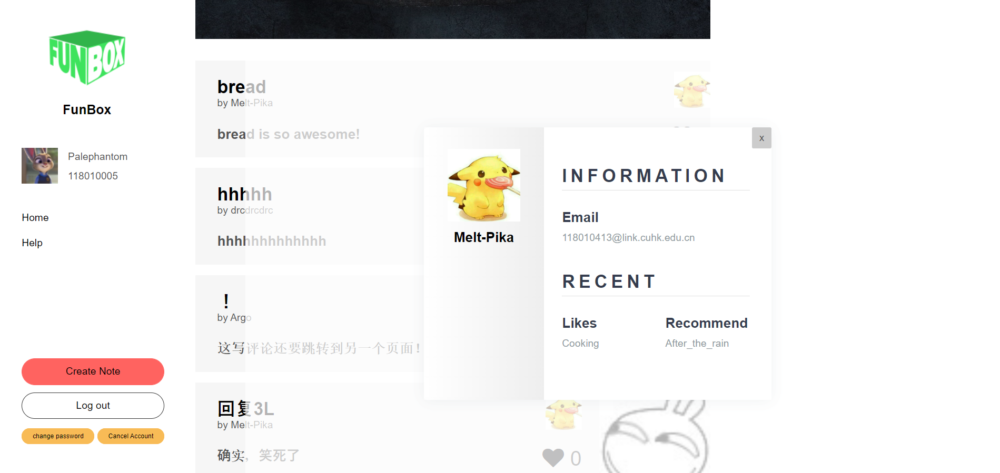 FUNBOX
FunBox
Palephantom
118010005
Home
Help
Create Note
Log out
change password
Cancel Account
bread
by Melt-Pika
bread is so awesome!
hhhhh
by drcdrcdrc
hhhhhhhhhhhhh
！
by Argo
这写评论还要跳转到另一个页面！
回复3L
by Melt-Pika
确实，笑死了
0
x
Melt-Pika
INFORMATION
Email
118010413@link.cuhk.edu.cn
RECENT
Likes
Recommend
Cooking
After_the_rain